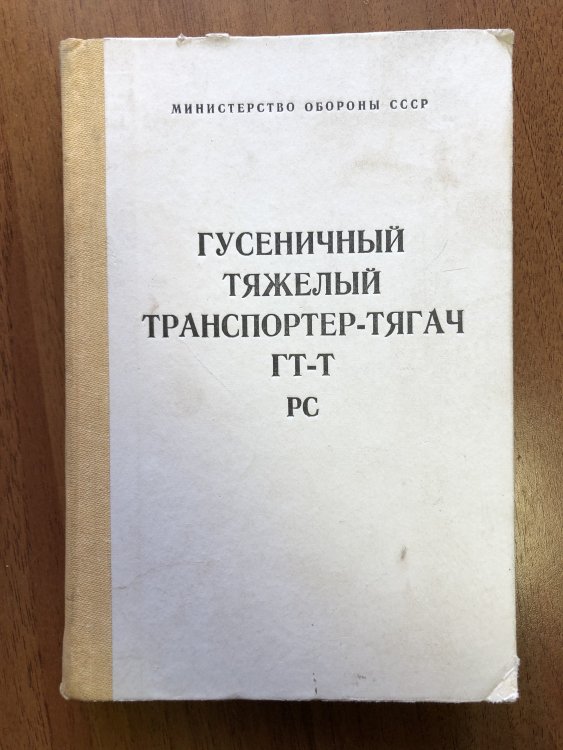 МИНИСТЕРСТВО ОБОРОНЫ СССР
ГУСЕНИЧНЫЙ
ТЯЖЕЛЫЙ
ТРАНСПОРТЕР-ТЯГАЧ
ГТ-Т
РС